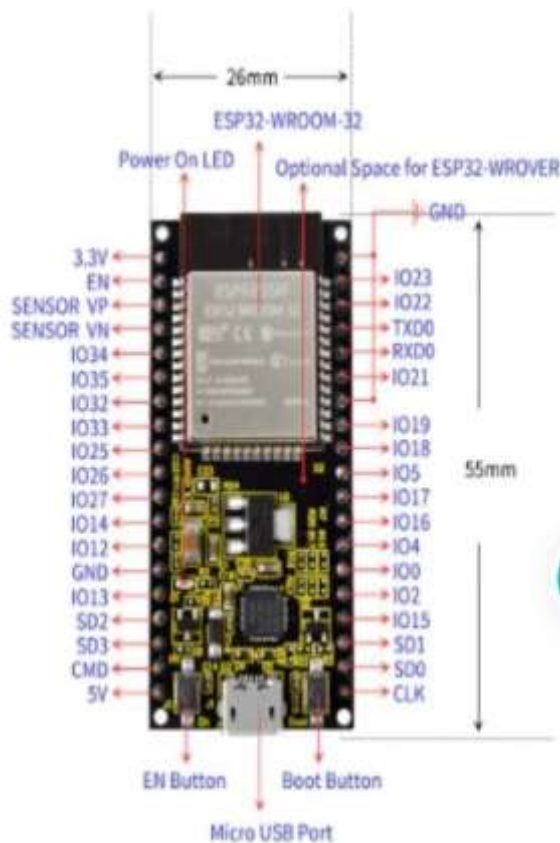 26mm
ESP32-WROOM-32
Power On LED
Optional Space for ESP32-WROVER
GND
3.3V
EN
SENSOR VP
SENSOR VN
IO34
IO35
IO32
IO33
IO25
IO26
IO27
IO14
IO12
GND
IO13
SD2
SD3
CMD
5V
IO23
IO22
TXD0
RXD0
IO21
IO19
IO18
IO5
IO17
IO16
IO4
IO0
IO2
IO15
SD1
SD0
CLK
55mm
EN Button
Boot Button
Micro USB Port